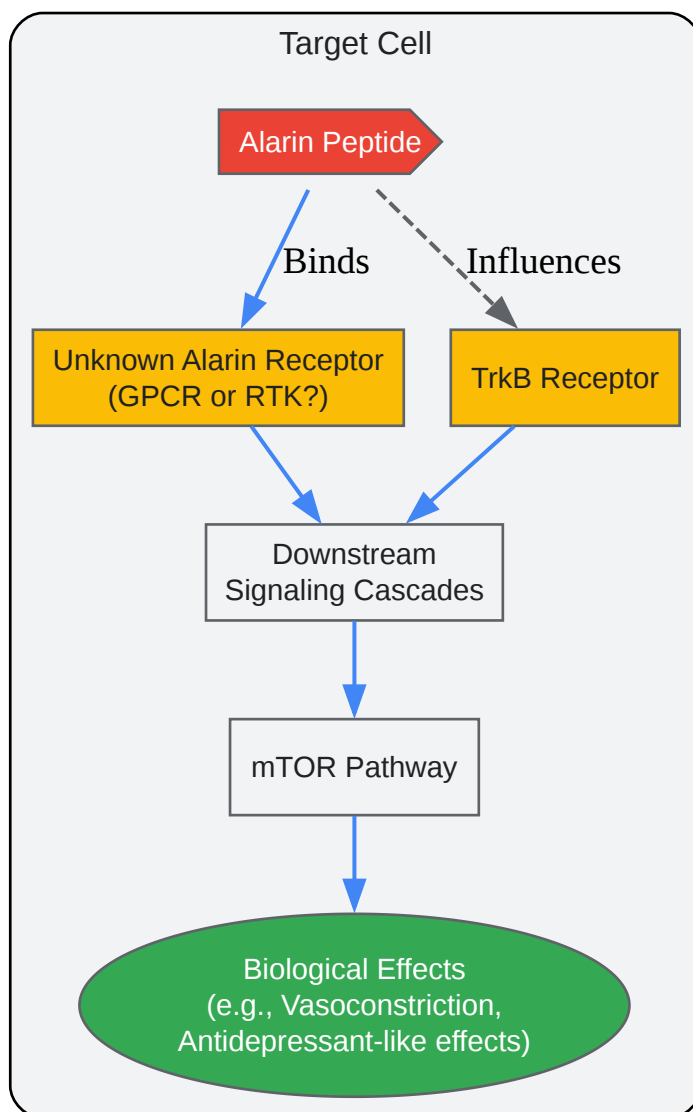 Target Cell
Alarin Peptide
Binds
Influences
Unknown Alarin Receptor
(GPCR or RTK?)
TrkB Receptor
Downstream
Signaling Cascades
mTOR Pathway
Biological Effects
(e.g., Vasoconstriction,
Antidepressant-like effects)